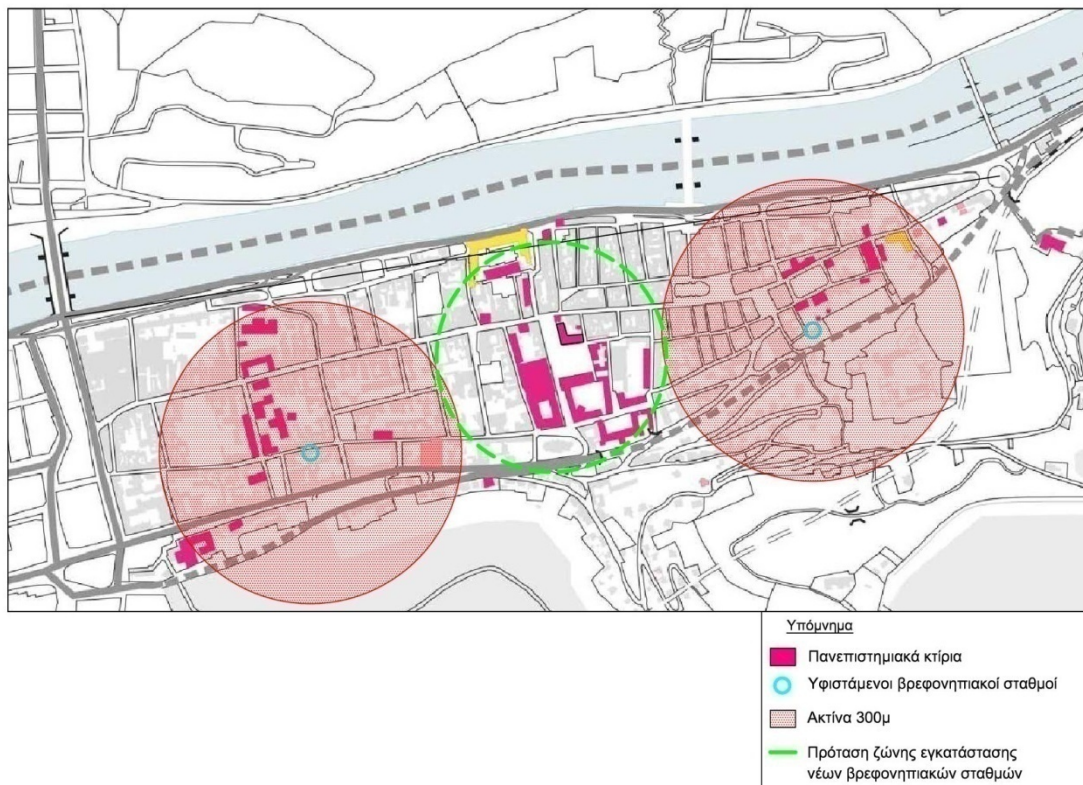 Υπόμνημα
Πανεπιστημιακά κτίρια
Υφιστάμενοι βρεφονηπιακοί σταθμοί
Ακτίνα 300μ
Πρόταση ζώνης εγκατάστασης
νέων βρεφονηπιακών σταθμών